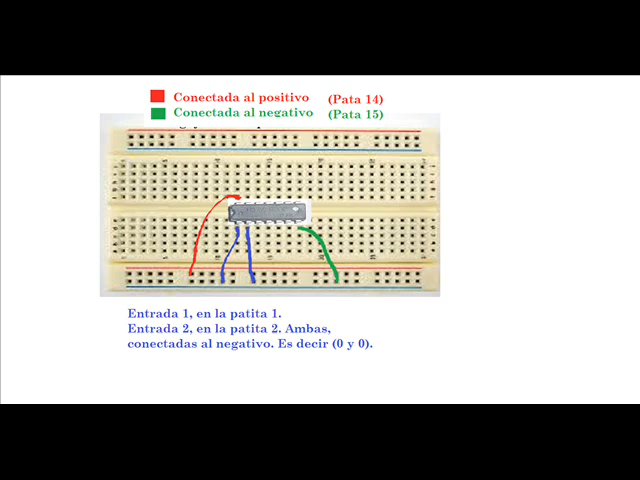 Conectada al positivo (Pata 14)
Conectada al negativo (Pata 15)
Entrada 1, en la patita 1.
Entrada 2, en la patita 2. Ambas,
conectadas al negativo. Es decir (0 y 0).